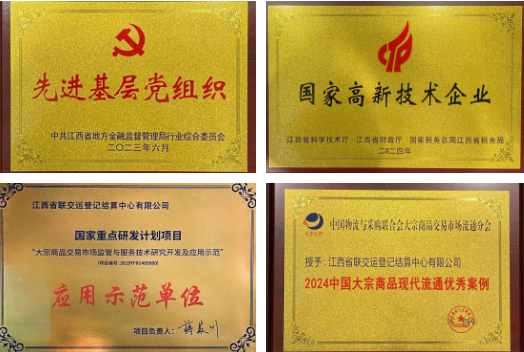 先进基层党组织
中共江西省地方金融监督管理局行业综合委员会
二〇二三年六月
国家高新技术企业
江西省科学技术厅 江西省财政厅 国家税务总局江西省税务局
二〇二四年
江西省联交运登记结算中心有限公司
国家重点研发计划项目
“大宗商品交易市场监管与服务技术研究开发及应用示范”
应用示范单位
项目负责人：
中国物流与采购联合会大宗商品交易市场流通分会
授予：江西省联交运登记结算中心有限公司
2024中国大宗商品现代流通优秀案例